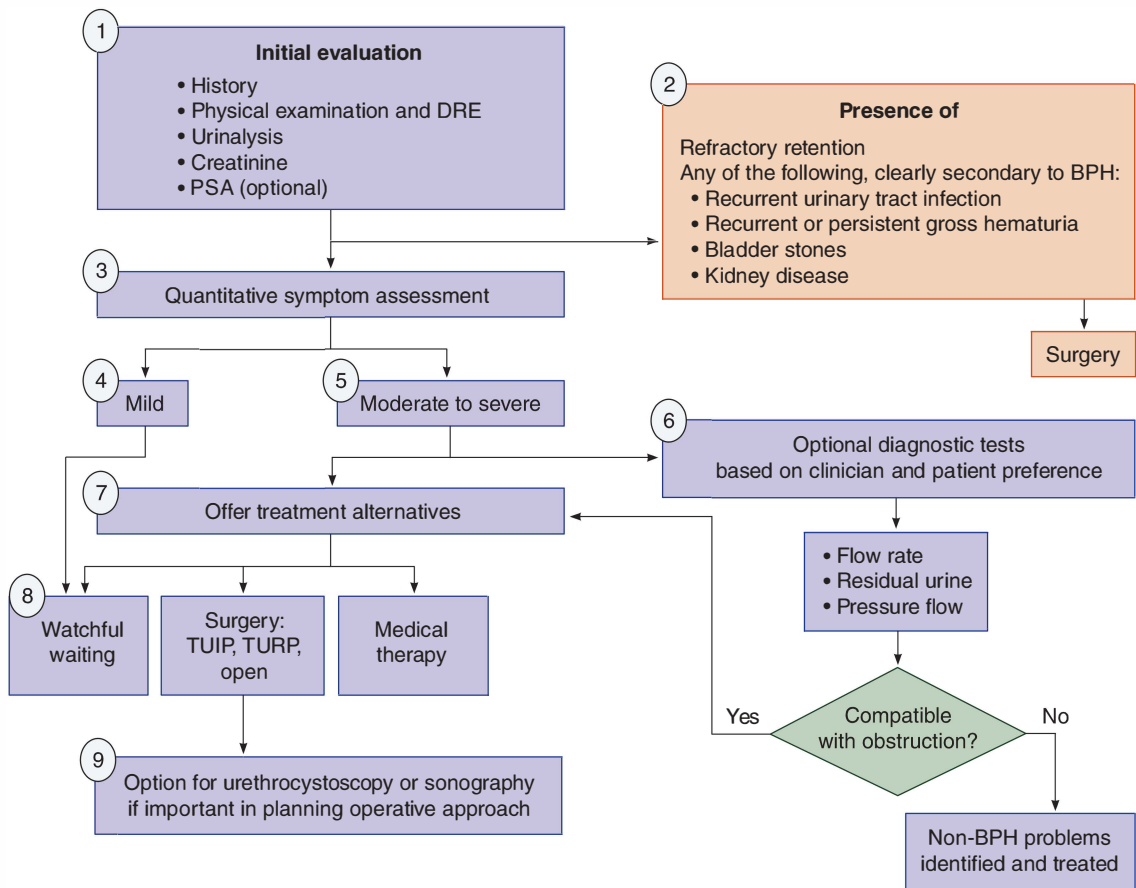 1
Initial evaluation
• History
• Physical examination and DRE
• Urinalysis
• Creatinine
• PSA (optional)
2
Presence of
Refractory retention
Any of the following, clearly secondary to BPH:
• Recurrent urinary tract infection
• Recurrent or persistent gross hematuria
• Bladder stones
• Kidney disease
Surgery
3
Quantitative symptom assessment
4
Mild
5
Moderate to severe
6
Optional diagnostic tests
based on clinician and patient preference
• Flow rate
• Residual urine
• Pressure flow
Compatible
with obstruction?
Yes
No
Non-BPH problems
identified and treated
7
Offer treatment alternatives
8
Watchful
waiting
Surgery:
TUIP, TURP,
open
Medical
therapy
9
Option for urethrocystoscopy or sonography
if important in planning operative approach